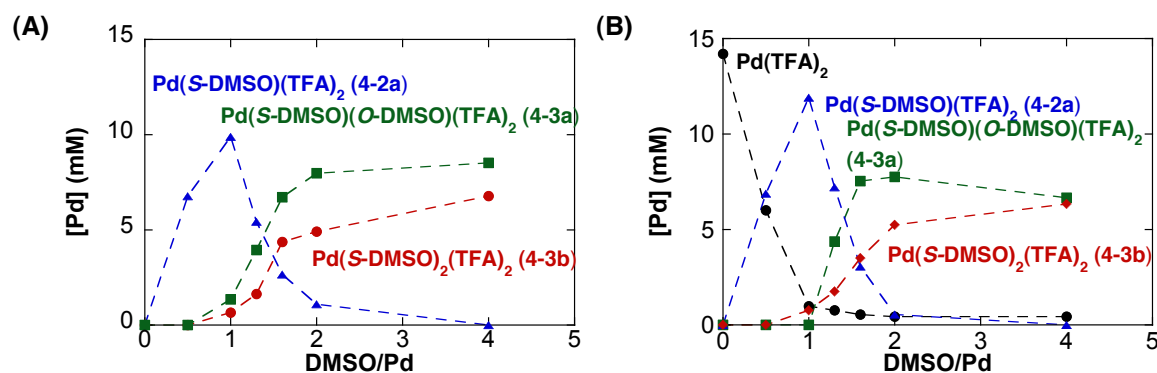 (A)
15
10
5
0
[Pd] (mM)
Pd(S-DMSO)(TFA)₂ (4-2a)
Pd(S-DMSO)(O-DMSO)(TFA)₂ (4-3a)
Pd(S-DMSO)₂(TFA)₂ (4-3b)
0 1 2 3 4 5
DMSO/Pd
(B)
15
10
5
0
[Pd] (mM)
Pd(TFA)₂
Pd(S-DMSO)(TFA)₂ (4-2a)
Pd(S-DMSO)(O-DMSO)(TFA)₂
(4-3a)
Pd(S-DMSO)₂(TFA)₂ (4-3b)
0 1 2 3 4 5
DMSO/Pd